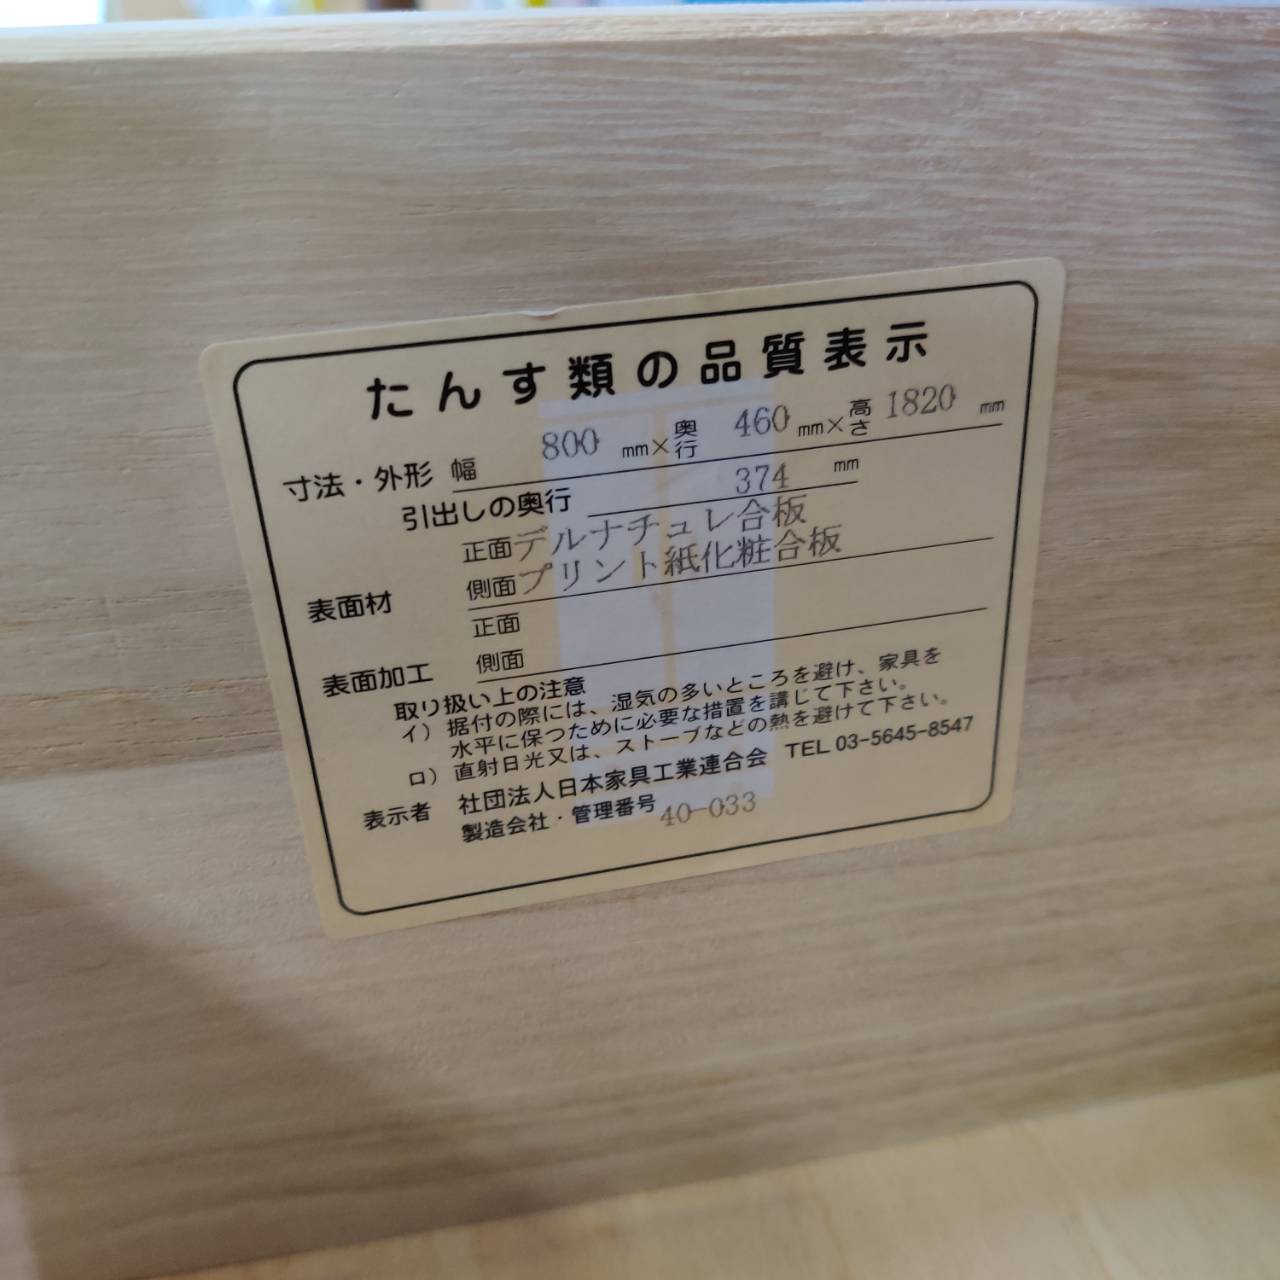 たんす類の品質表示
寸法・外形 幅 800 mm×奥行 460 mm×高さ 1820 mm
引出しの奥行 374 mm
表面材 正面 デルナチュレ合板
側面 プリント紙化粧合板
表面加工 正面
側面
取り扱い上の注意
イ) 据付の際には、湿気の多いところを避け、家具を
水平に保つために必要な措置を講じて下さい。
ロ) 直射日光又は、ストーブなどの熱を避けて下さい。
表示者 社団法人日本家具工業連合会 TEL 03-5645-8547
製造会社・管理番号 40-033